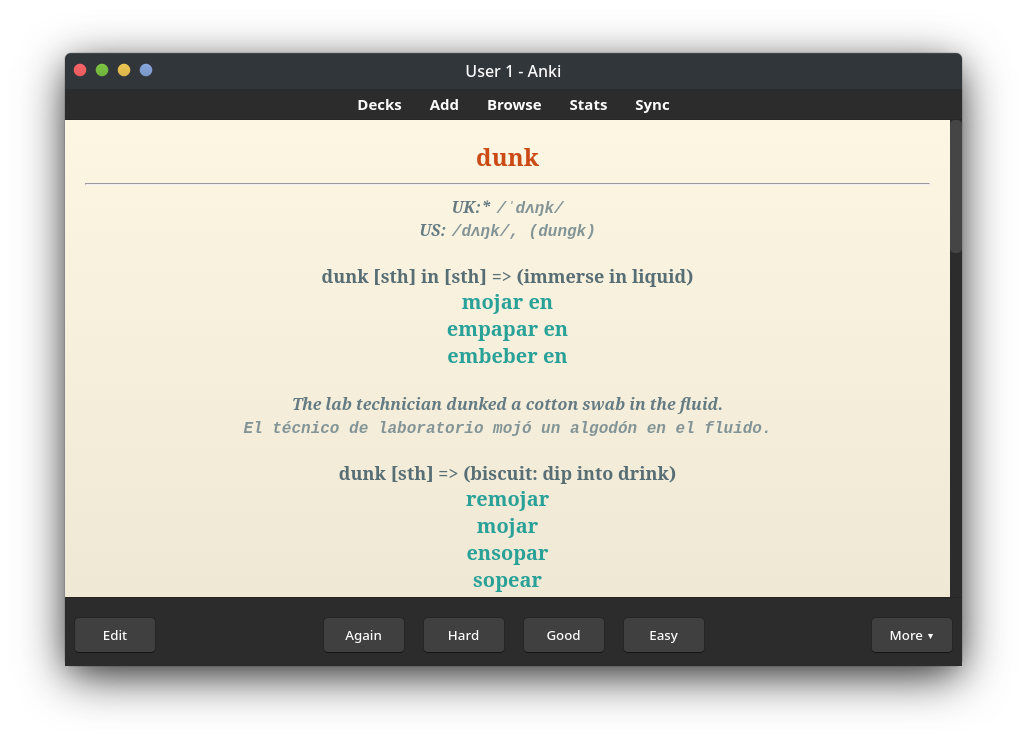 User 1 - Anki
Decks Add Browse Stats Sync
dunk
UK:* /ˈdʌŋk/
US: /dʌŋk/, (dungk)
dunk [sth] in [sth] => (immerse in liquid)
mojar en
empapar en
embeber en
The lab technician dunked a cotton swab in the fluid.
El técnico de laboratorio mojó un algodón en el fluido.
dunk [sth] => (biscuit: dip into drink)
remojar
mojar
ensopar
sopear
Edit Again Hard Good Easy More ▾